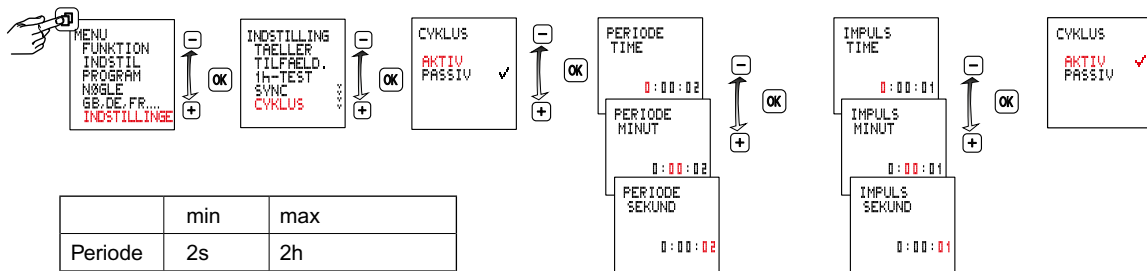 MENU
FUNKTION
INDSTIL
PROGRAM
NØGLE
GB,DE,FR....
INDSTILLINGE
−
+
OK
INDSTILLING
TAELLER
TILFAELD.
1h-TEST
SYNC
CYKLUS
−
+
OK
CYKLUS
AKTIV
PASSIV ✓
−
+
OK
PERIODE
TIME
0:00:02
PERIODE
MINUT
0:00:02
PERIODE
SEKUND
0:00:02
−
+
OK
IMPULS
TIME
0:00:01
IMPULS
MINUT
0:00:01
IMPULS
SEKUND
0:00:01
−
+
OK
CYKLUS
AKTIV ✓
PASSIV
min max
Periode 2s 2h